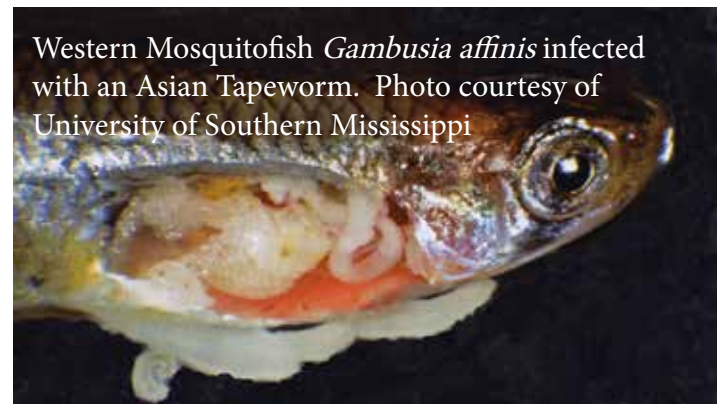 Western Mosquitofish Gambusia affinis infected
with an Asian Tapeworm.  Photo courtesy of
University of Southern Mississippi